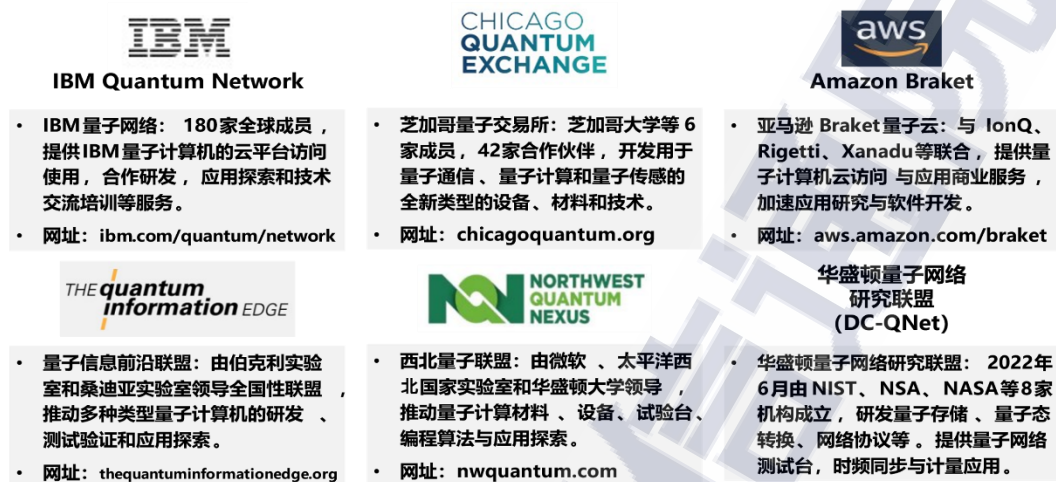 IBM
IBM Quantum Network
• IBM量子网络： 180家全球成员，
提供IBM量子计算机的云平台访问
使用，合作研发，应用探索和技术
交流培训等服务。
• 网址：ibm.com/quantum/network
CHICAGO
QUANTUM
EXCHANGE
• 芝加哥量子交易所：芝加哥大学等 6
家成员，42家合作伙伴，开发用于
量子通信、量子计算和量子传感的
全新类型的设备、材料和技术。
• 网址：chicagoquantum.org
aws
Amazon Braket
• 亚马逊 Braket量子云：与 IonQ、
Rigetti、Xanadu等联合，提供量
子计算机云访问 与应用商业服务，
加速应用研究与软件开发。
• 网址：aws.amazon.com/braket
THE quantum
information EDGE
• 量子信息前沿联盟：由伯克利实验
室和桑迪亚实验室领导全国性联盟 ，
推动多种类型量子计算机的研发 、
测试验证和应用探索。
• 网址：thequantuminformationedge.org
NQN
NORTHWEST
QUANTUM
NEXUS
• 西北量子联盟：由微软 、太平洋西
北国家实验室和华盛顿大学领导 ，
推动量子计算材料 、设备、试验台、
编程算法与应用探索。
• 网址：nwquantum.com
华盛顿量子网络
研究联盟
(DC-QNet)
• 华盛顿量子网络研究联盟： 2022年
6月由 NIST、NSA、NASA等8家
机构成立，研发量子存储 、量子态
转换、网络协议等 。提供量子网络
测试台，时频同步与计量应用。